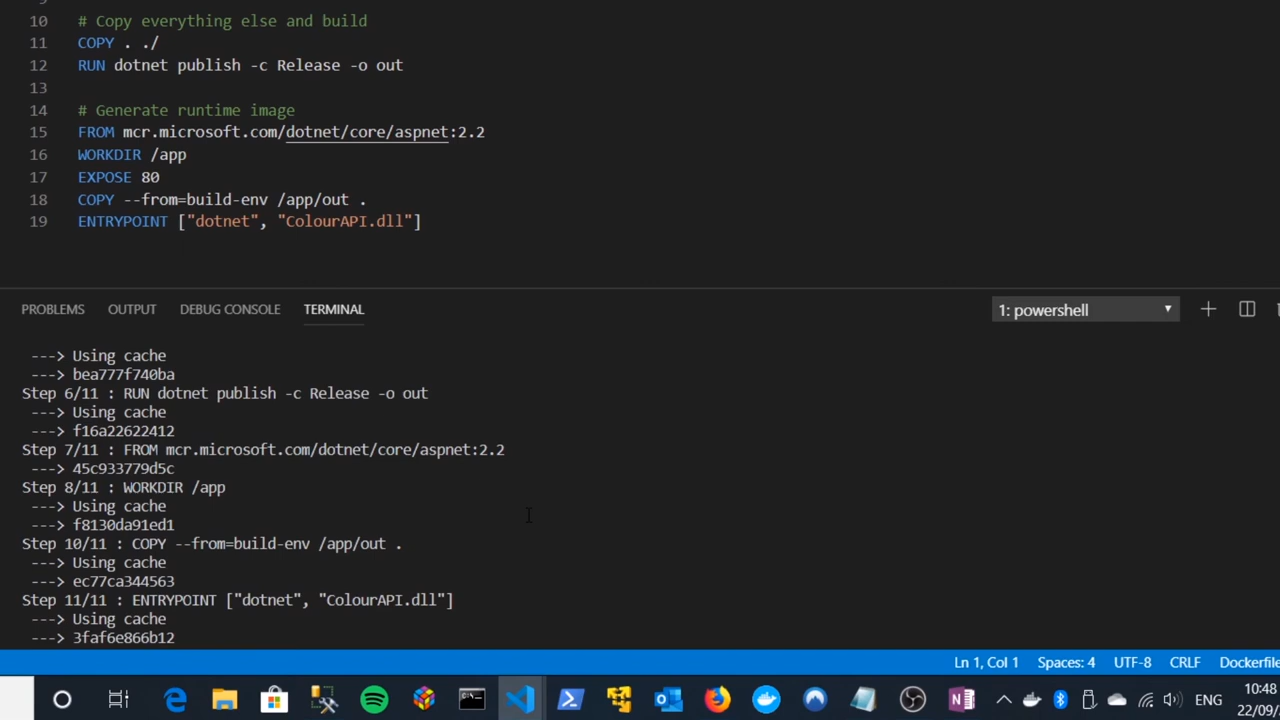 10 # Copy everything else and build
11 COPY . ./
12 RUN dotnet publish -c Release -o out
13
14 # Generate runtime image
15 FROM mcr.microsoft.com/dotnet/core/aspnet:2.2
16 WORKDIR /app
17 EXPOSE 80
18 COPY --from=build-env /app/out .
19 ENTRYPOINT ["dotnet", "ColourAPI.dll"]
PROBLEMS OUTPUT DEBUG CONSOLE TERMINAL 1: powershell
---> Using cache
---> bea777f740ba
Step 6/11 : RUN dotnet publish -c Release -o out
---> Using cache
---> f16a22622412
Step 7/11 : FROM mcr.microsoft.com/dotnet/core/aspnet:2.2
---> 45c933779d5c
Step 8/11 : WORKDIR /app
---> Using cache
---> f8130da91ed1
Step 10/11 : COPY --from=build-env /app/out .
---> Using cache
---> ec77ca344563
Step 11/11 : ENTRYPOINT ["dotnet", "ColourAPI.dll"]
---> Using cache
---> 3faf6e866b12
Ln 1, Col 1 Spaces: 4 UTF-8 CRLF Dockerfile
ENG 10:48
22/09/